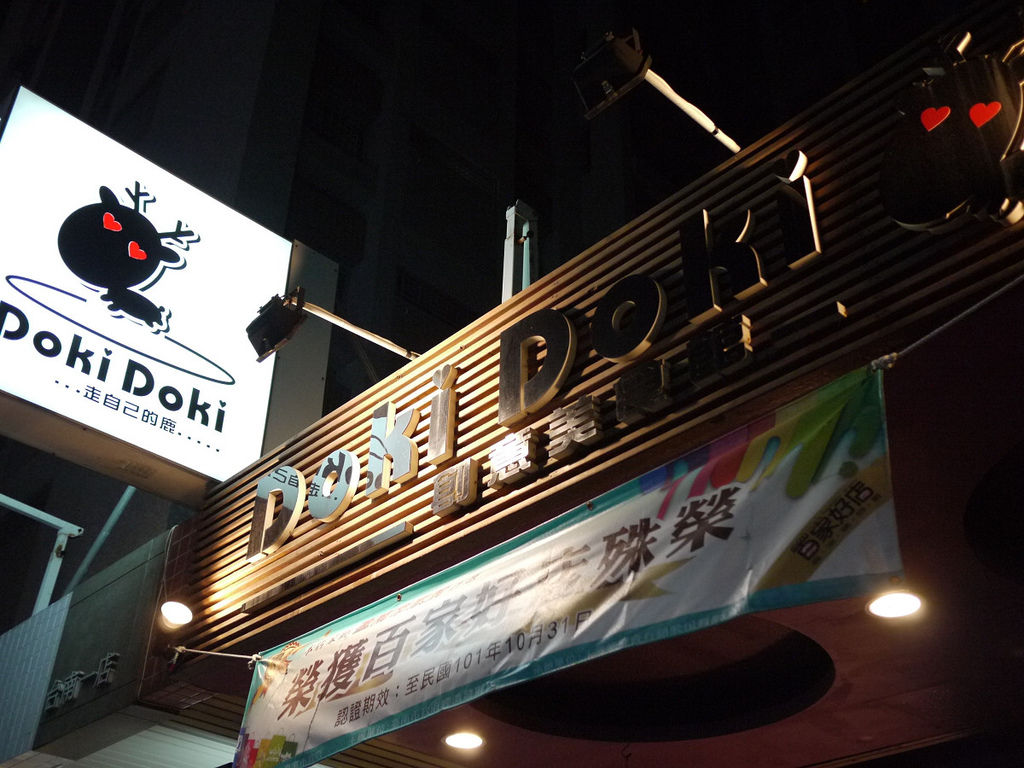 Doki Doki
...走自己的鹿.....
Doki Doki
創意美食
榮獲百家好店殊榮
認證期效：至民國101年10月31日
百家好店